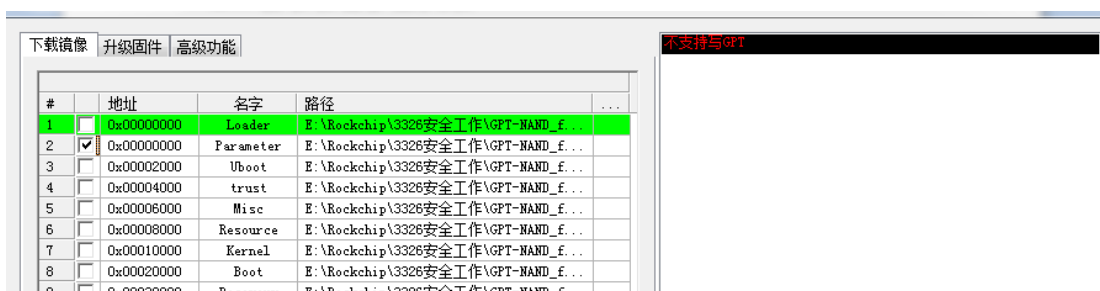 下载镜像 升级固件 高级功能
不支持写GPT
# 地址 名字 路径 ...
1 0x00000000 Loader E:\Rockchip\3326安全工作\GPT-NAND_f...
2 0x00000000 Parameter E:\Rockchip\3326安全工作\GPT-NAND_f...
3 0x00002000 Uboot E:\Rockchip\3326安全工作\GPT-NAND_f...
4 0x00004000 trust E:\Rockchip\3326安全工作\GPT-NAND_f...
5 0x00006000 Misc E:\Rockchip\3326安全工作\GPT-NAND_f...
6 0x00008000 Resource E:\Rockchip\3326安全工作\GPT-NAND_f...
7 0x00010000 Kernel E:\Rockchip\3326安全工作\GPT-NAND_f...
8 0x00020000 Boot E:\Rockchip\3326安全工作\GPT-NAND_f...